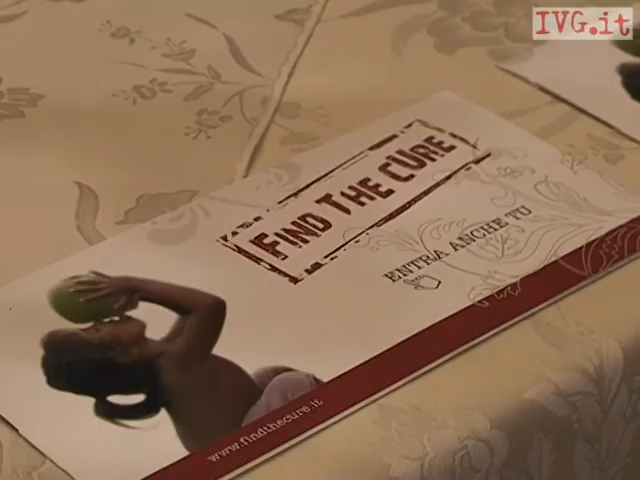 IVG.it
FIND THE CURE
ENTRA ANCHE TU
www.findthecure.it